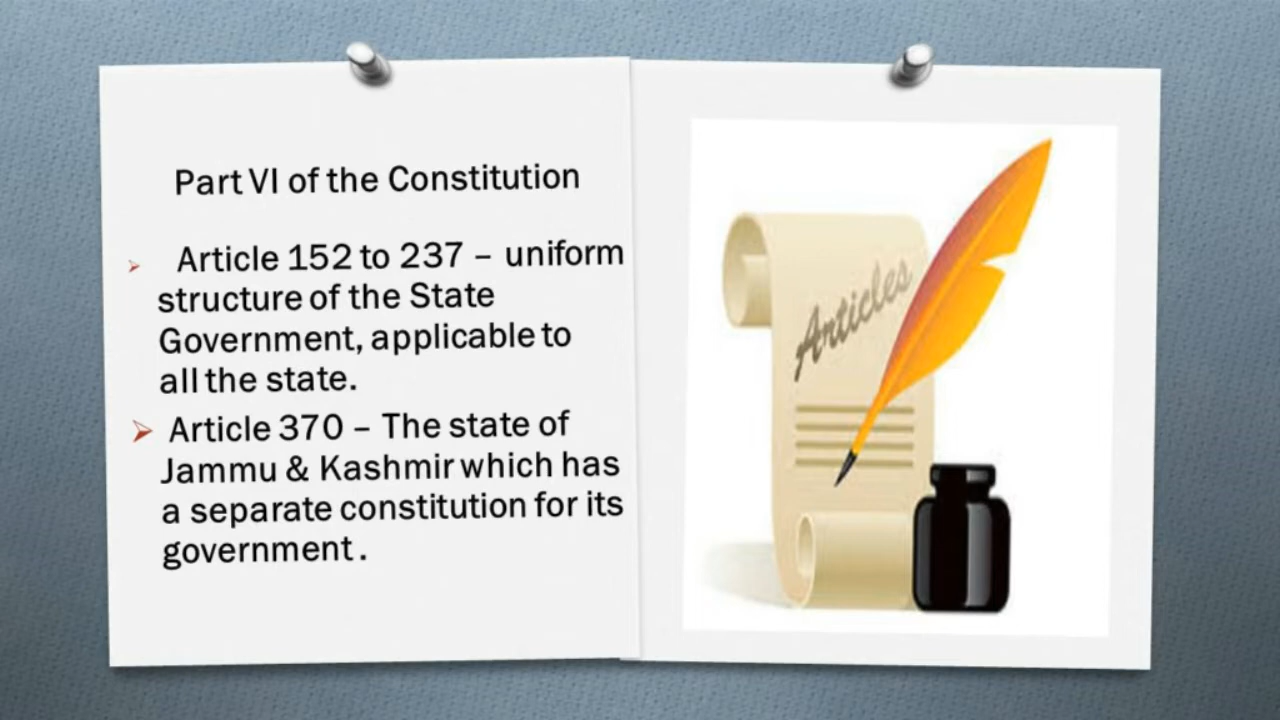 Part VI of the Constitution
Article 152 to 237 – uniform
structure of the State
Government, applicable to
all the state.
Article 370 – The state of
Jammu & Kashmir which has
a separate constitution for its
government .
Articles